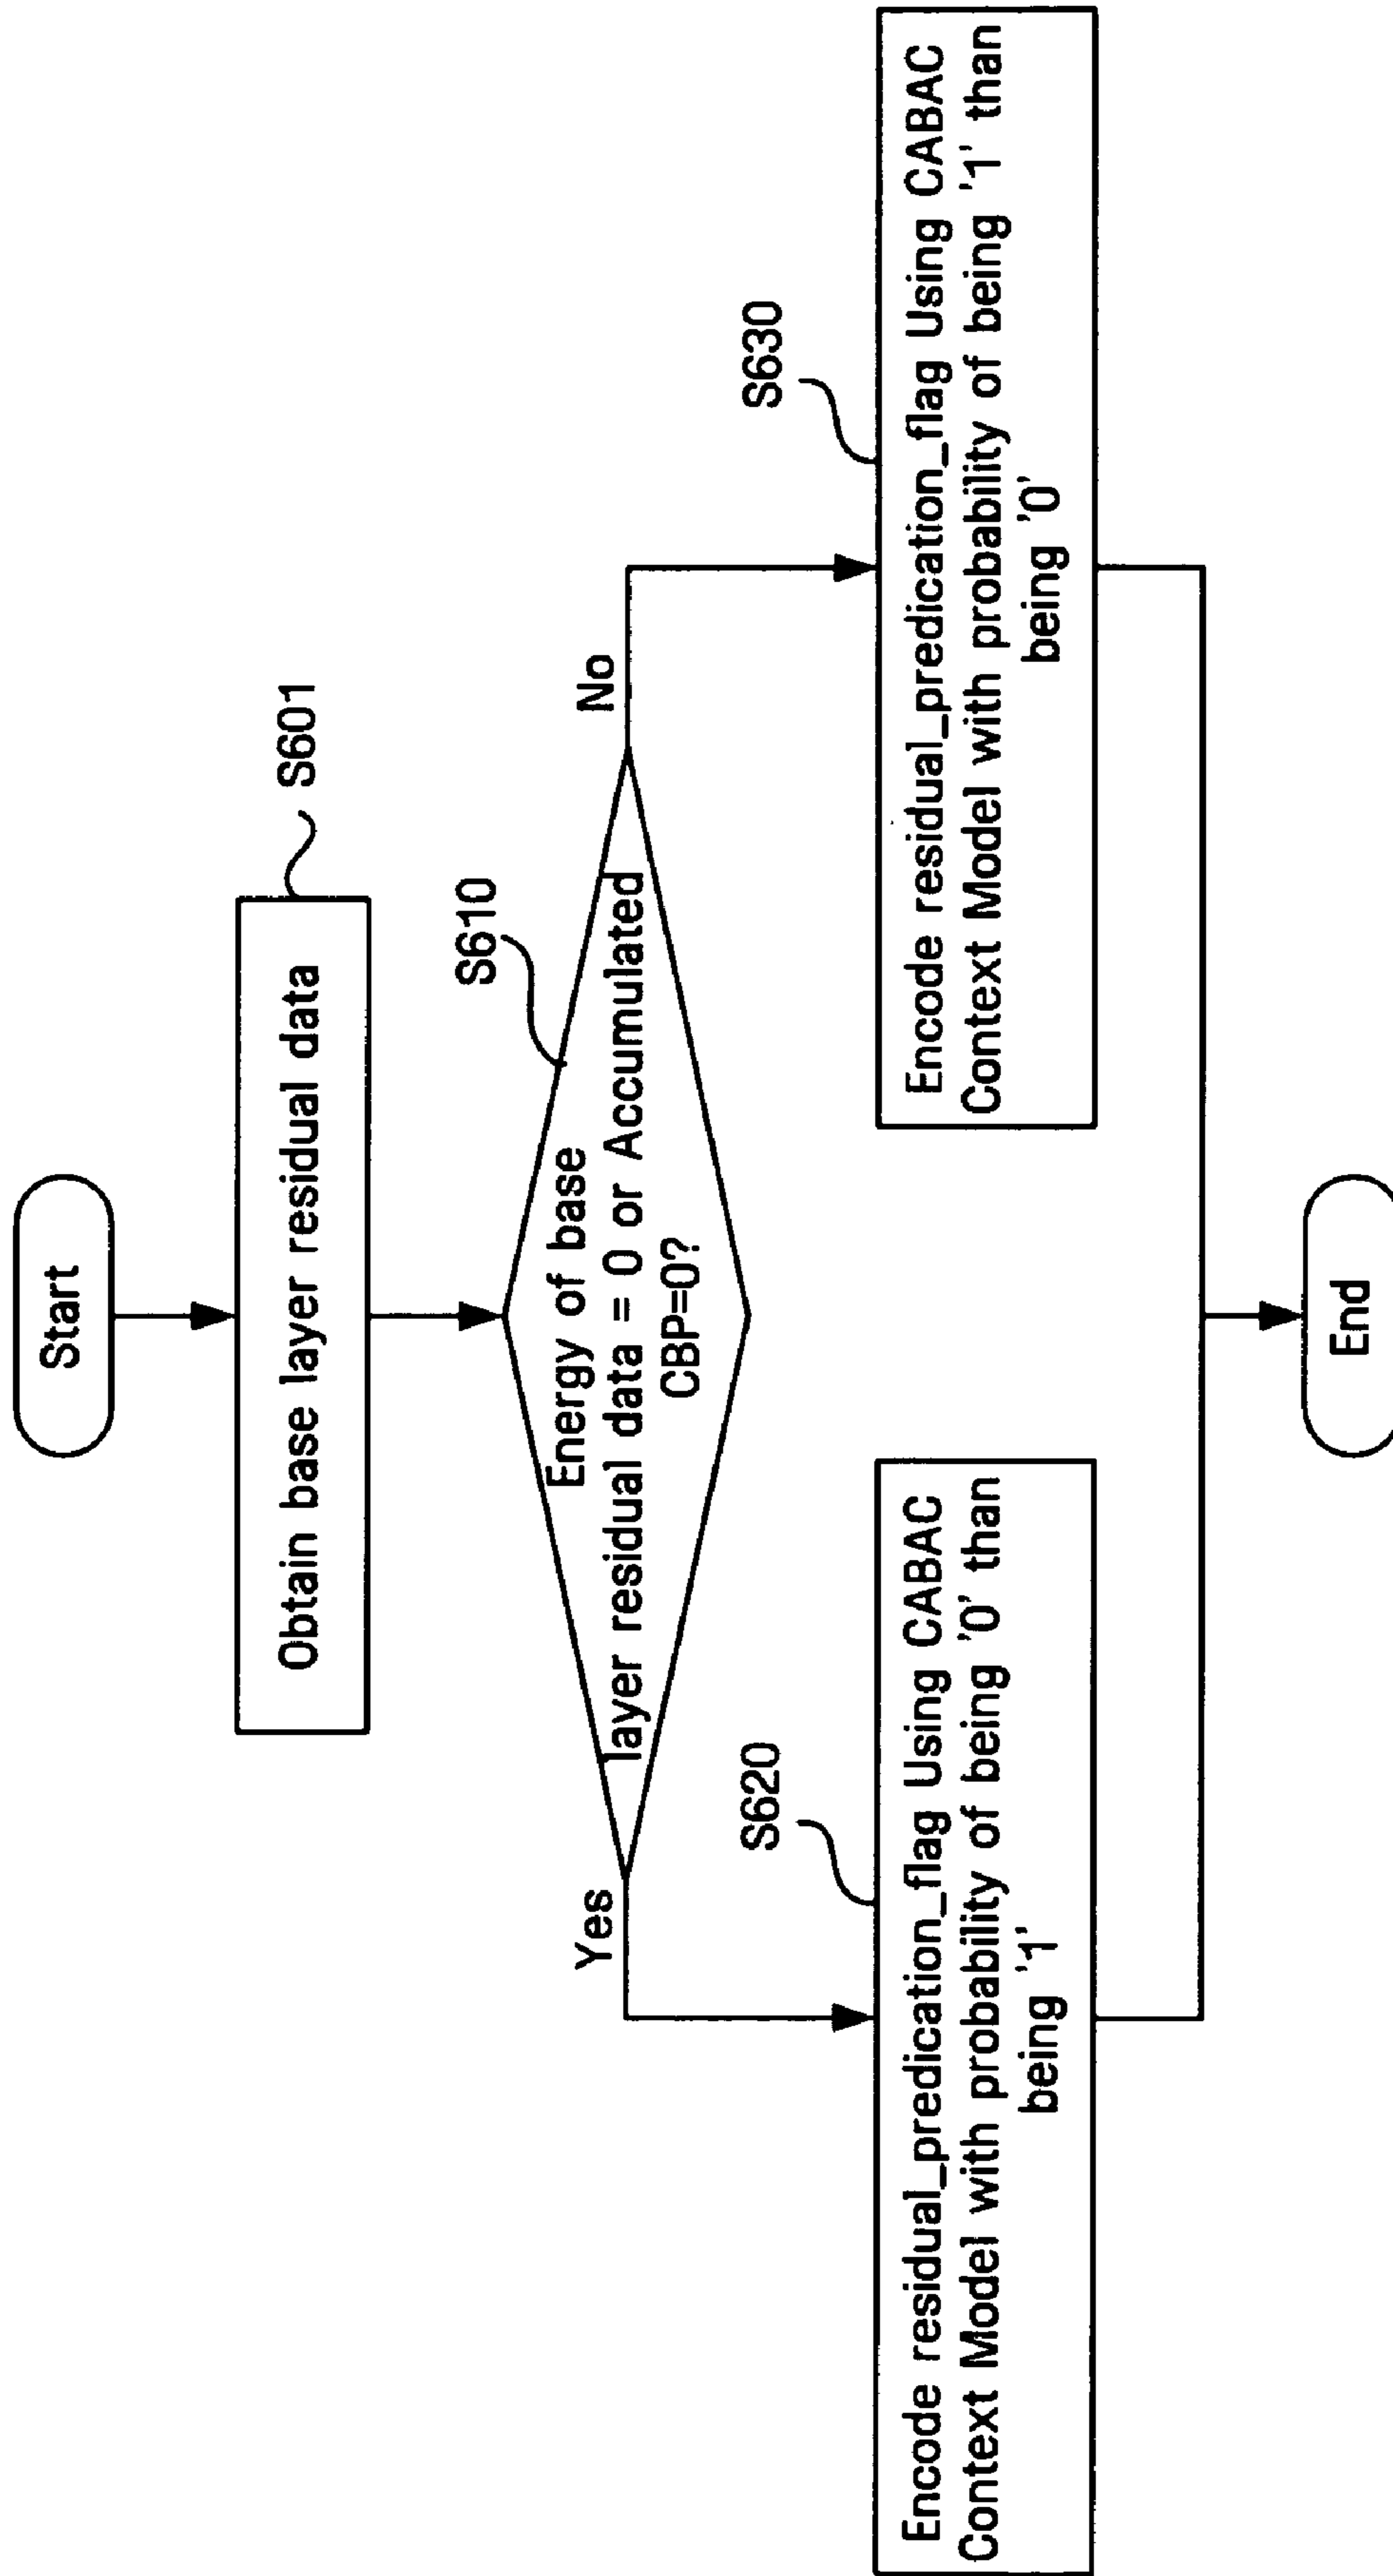 Start
Obtain base layer residual data
S601
Energy of base
layer residual data = 0 or Accumulated
CBP=0?
S610
Yes
No
S620
Encode residual_predication_flag Using CABAC
Context Model with probability of being '0' than
being '1'
S630
Encode residual_predication_flag Using CABAC
Context Model with probability of being '1' than
being '0'
End